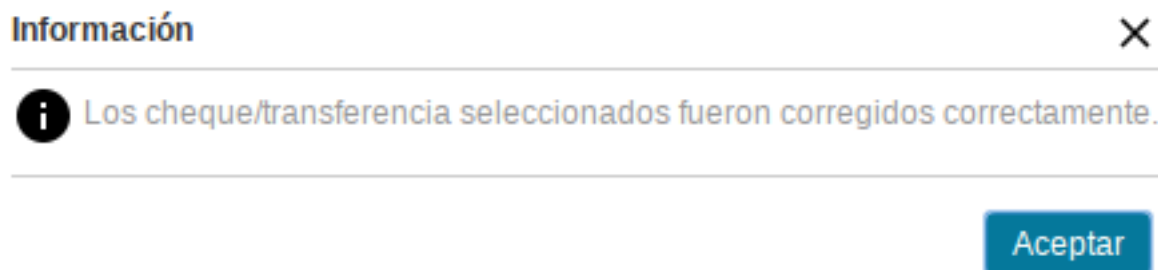 Información
Los cheque/transferencia seleccionados fueron corregidos correctamente.
Aceptar